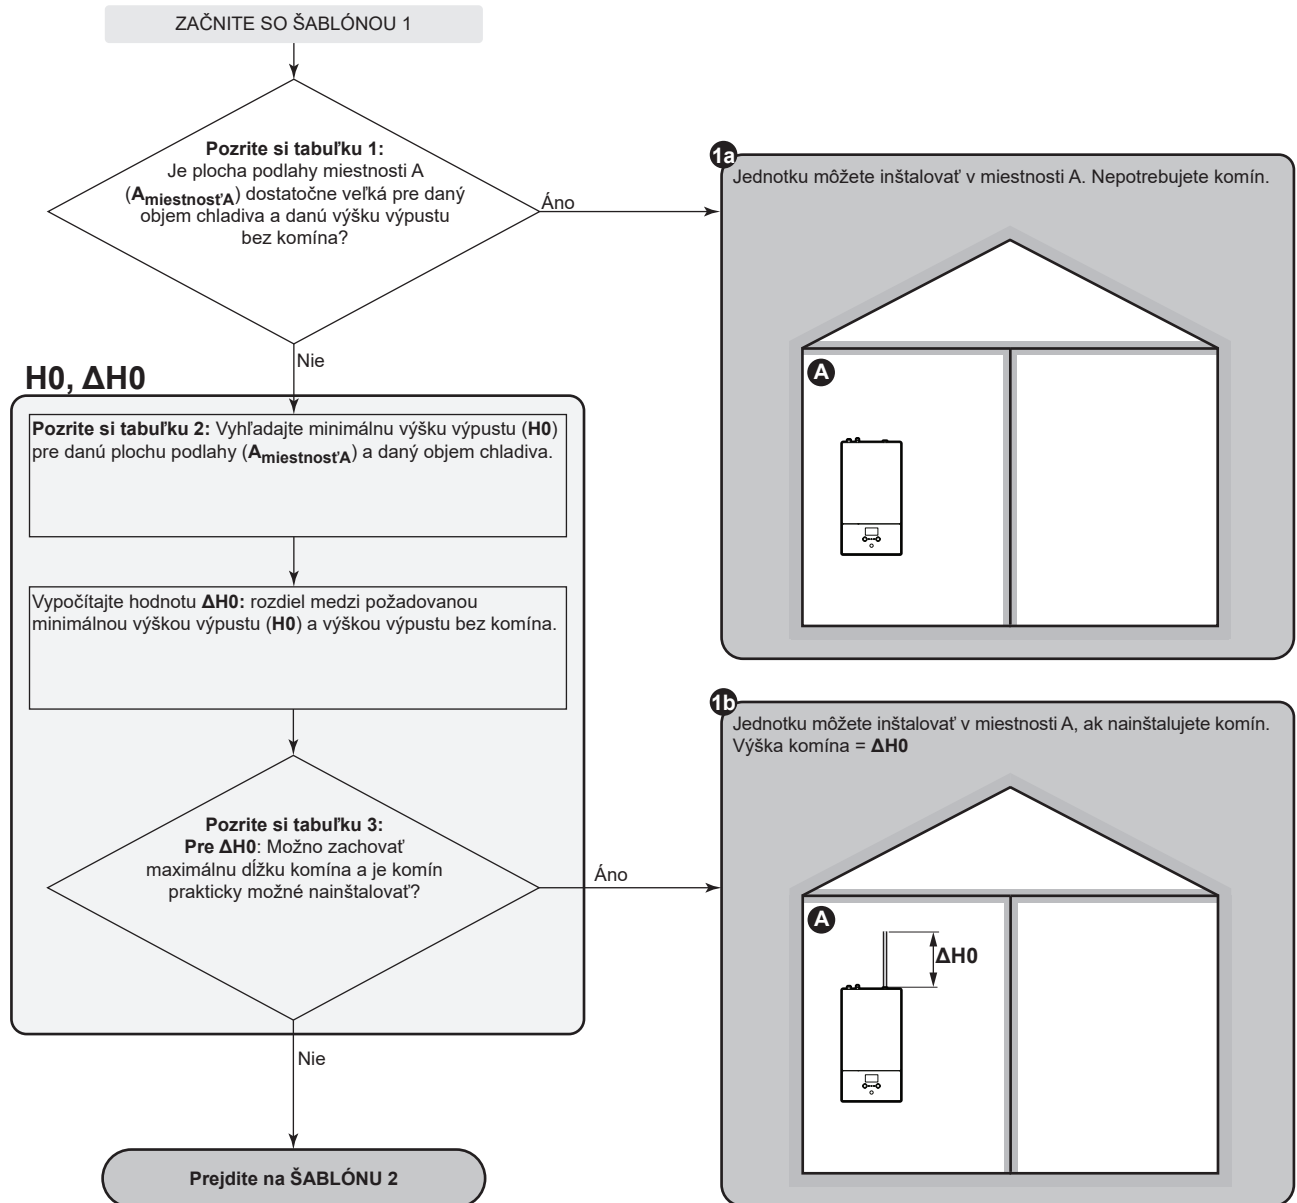 ZAČNITE SO ŠABLÓNOU 1
Pozrite si tabuľku 1:
Je plocha podlahy miestnosti A
(AmiestnosťA) dostatočne veľká pre daný
objem chladiva a danú výšku výpustu
bez komína?
Áno
Nie
1a
Jednotku môžete inštalovať v miestnosti A. Nepotrebujete komín.
A
H0, ΔH0
Pozrite si tabuľku 2: Vyhľadajte minimálnu výšku výpustu (H0)
pre danú plochu podlahy (AmiestnosťA) a daný objem chladiva.
Vypočítajte hodnotu ΔH0: rozdiel medzi požadovanou
minimálnou výškou výpustu (H0) a výškou výpustu bez komína.
Pozrite si tabuľku 3:
Pre ΔH0: Možno zachovať
maximálnu dĺžku komína a je komín
prakticky možné nainštalovať?
Áno
Nie
1b
Jednotku môžete inštalovať v miestnosti A, ak nainštalujete komín.
Výška komína = ΔH0
A
ΔH0
Prejdite na ŠABLÓNU 2